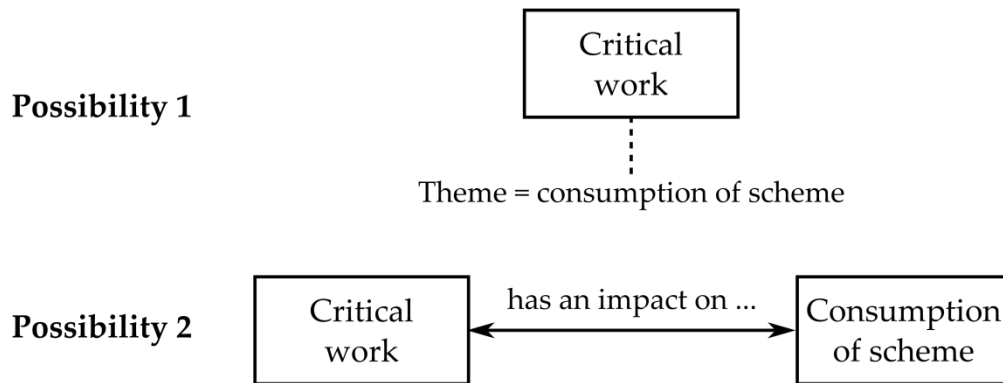 Critical
work
Possibility 1
Theme = consumption of scheme
has an impact on ...
Possibility 2
Critical
work
Consumption
of scheme